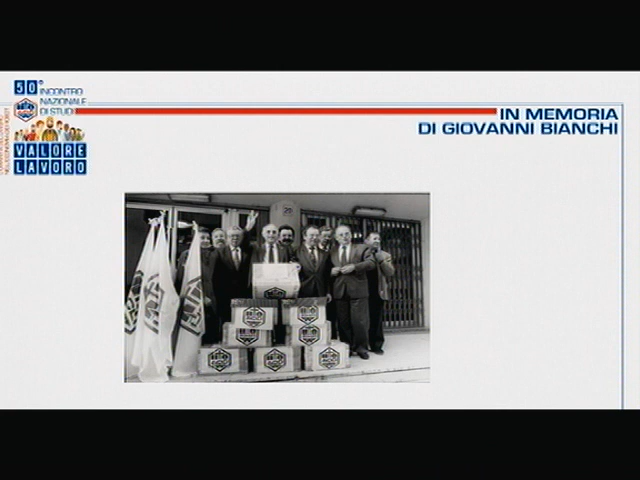 50°
INCONTRO
NAZIONALE
DI STUDI
VALORE
LAVORO
IN MEMORIA
DI GIOVANNI BIANCHI